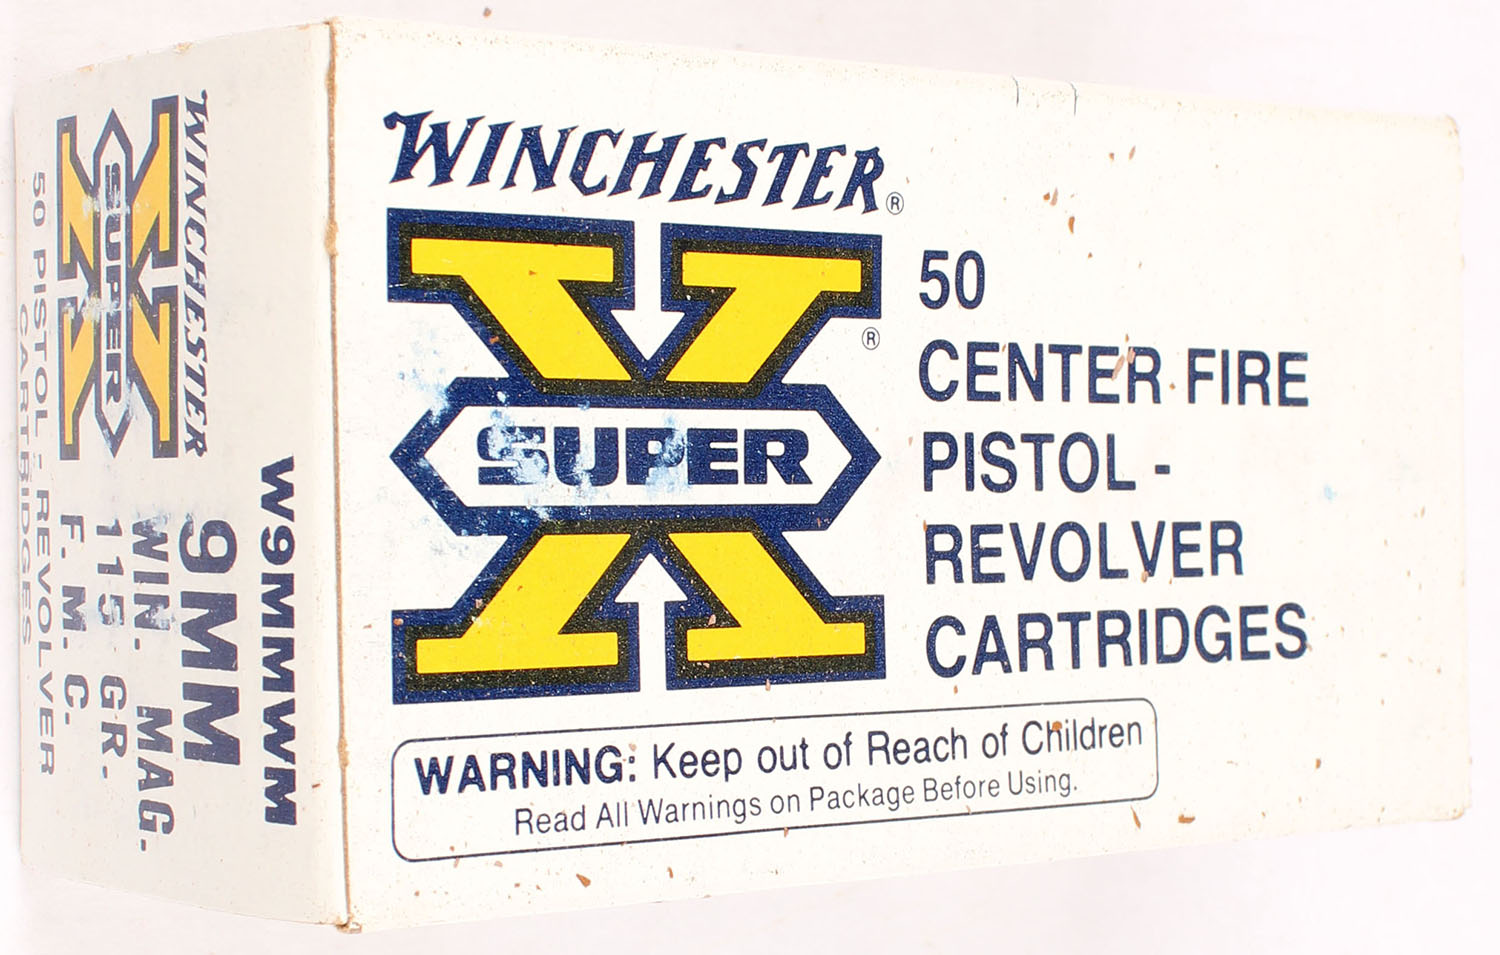 WINCHESTER®
SUPER X®
50
CENTER FIRE
PISTOL -
REVOLVER
CARTRIDGES
WARNING: Keep out of Reach of Children
Read All Warnings on Package Before Using.
W9MMWM
WINCHESTER
SUPER X
9MM
WIN. MAG.
115 GR.
F. M. C.
50 PISTOL - REVOLVER
CARTRIDGES